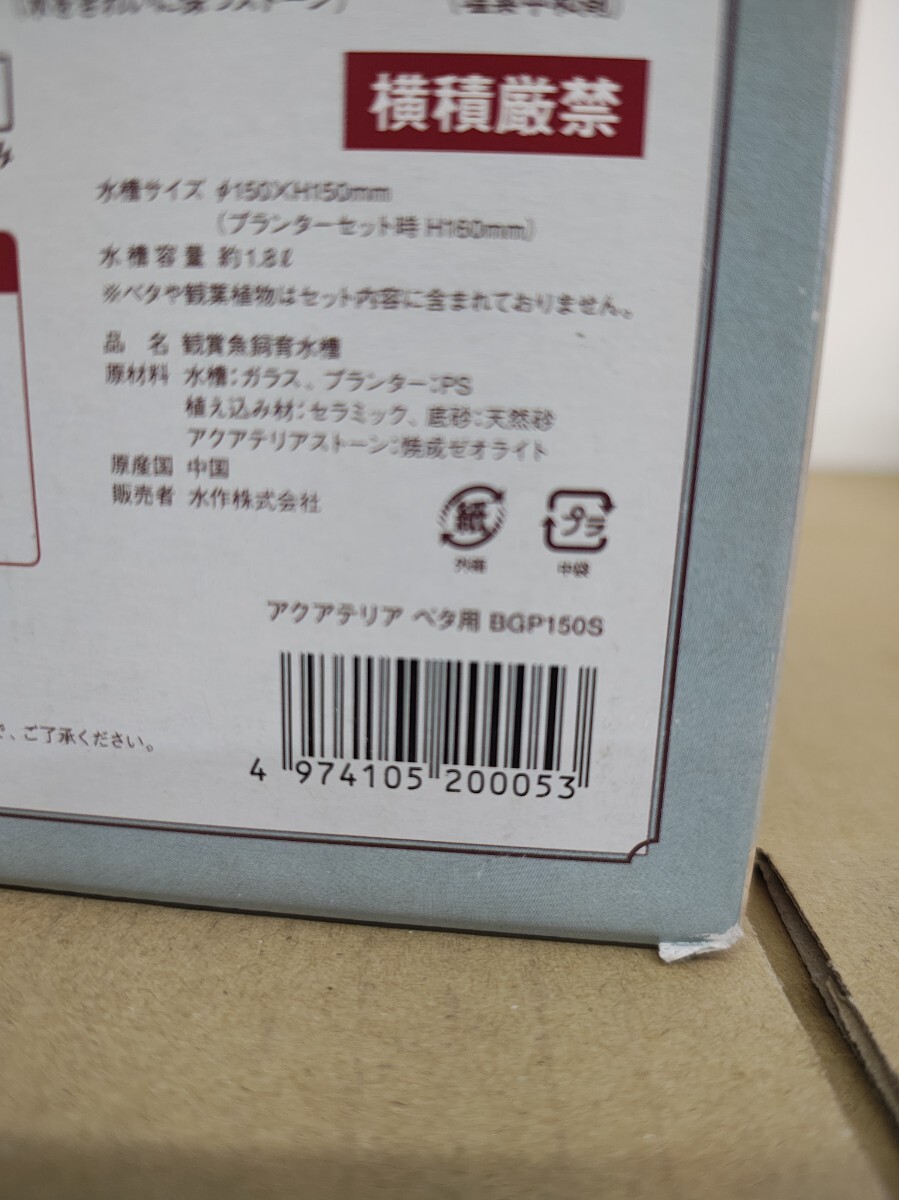 横積厳禁
水槽サイズ φ150×H150mm
(プランターセット時 H160mm)
水槽容量 約1.8ℓ
※ベタや観葉植物はセット内容に含まれておりません。
品 名 観賞魚飼育水槽
原材料 水槽:ガラス、プランター:PS
植え込み材:セラミック、底砂:天然砂
アクアテリアストーン:焼成ゼオライト
原産国 中国
販売者 水作株式会社
紙
外箱
プラ
中袋
アクアテリア ベタ用 BGP150S
、ご了承ください。
4 974105 200053